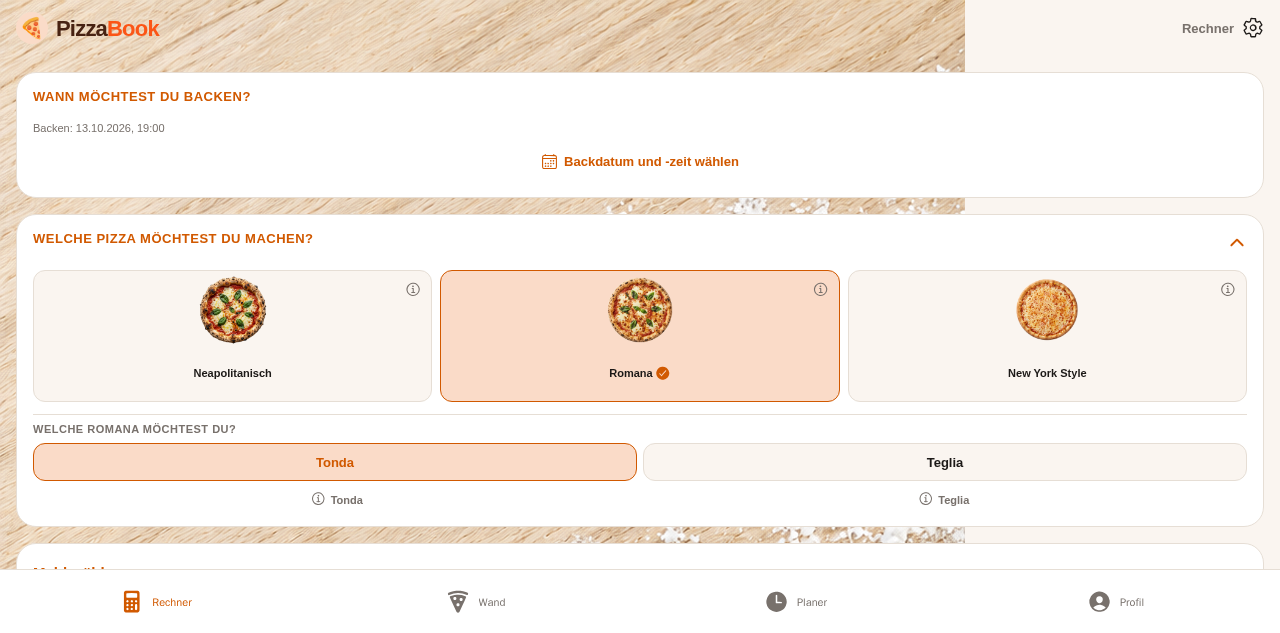 PizzaBook
Rechner
WANN MÖCHTEST DU BACKEN?
Backen: 13.10.2026, 19:00
Backdatum und -zeit wählen
WELCHE PIZZA MÖCHTEST DU MACHEN?
Neapolitanisch
Romana
New York Style
WELCHE ROMANA MÖCHTEST DU?
Tonda
Teglia
Tonda
Teglia
Rechner
Wand
Planer
Profil